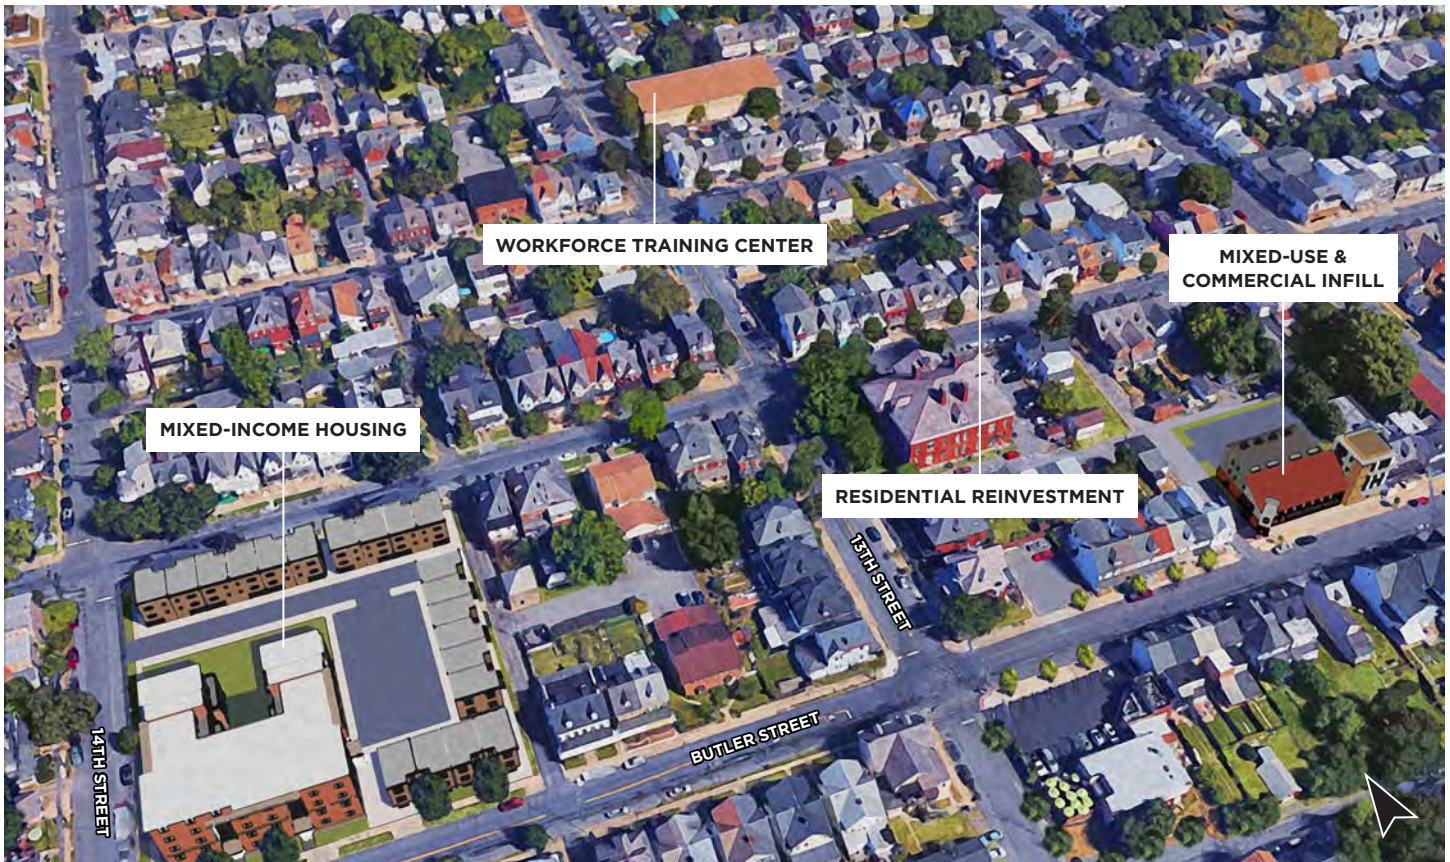 WORKFORCE TRAINING CENTER
MIXED-USE &
COMMERCIAL INFILL
MIXED-INCOME HOUSING
RESIDENTIAL REINVESTMENT
13TH STREET
14TH STREET
BUTLER STREET